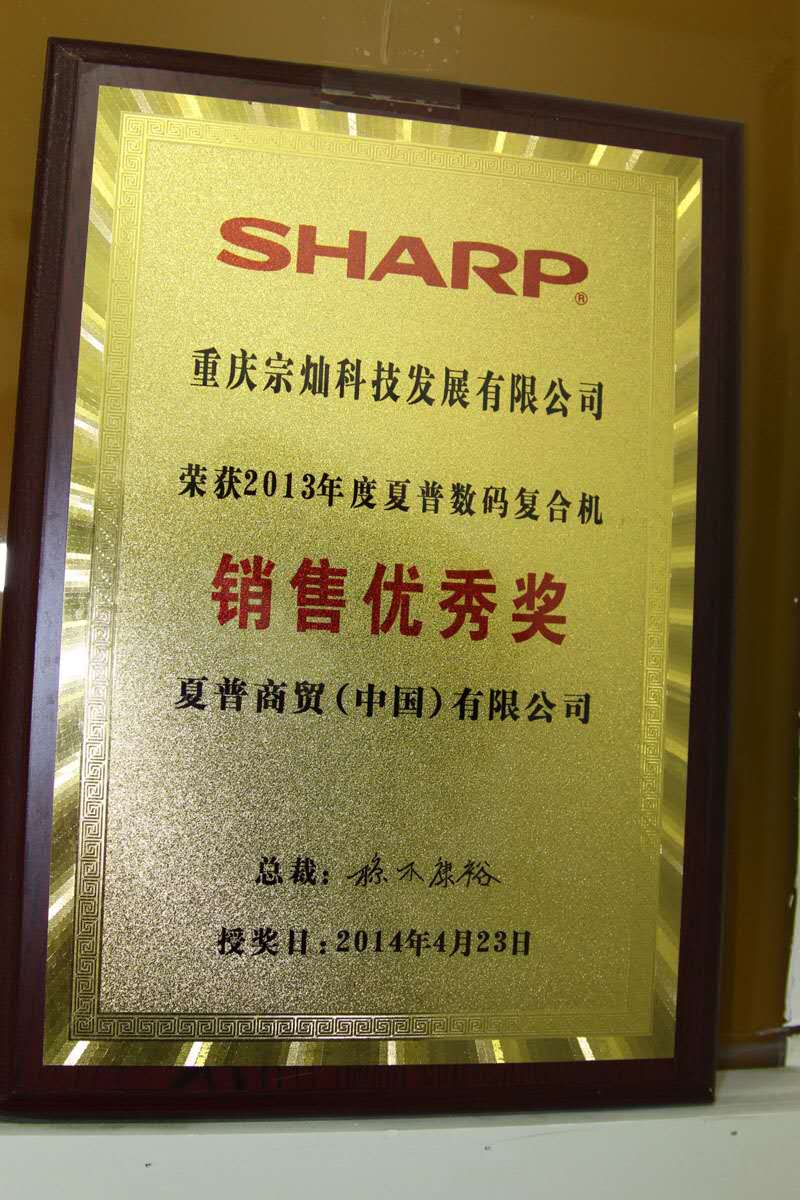 SHARP®
重庆宗灿科技发展有限公司
荣获2013年度夏普数码复合机
销售优秀奖
夏普商贸(中国)有限公司
总裁:康裕
授奖日:2014年4月23日